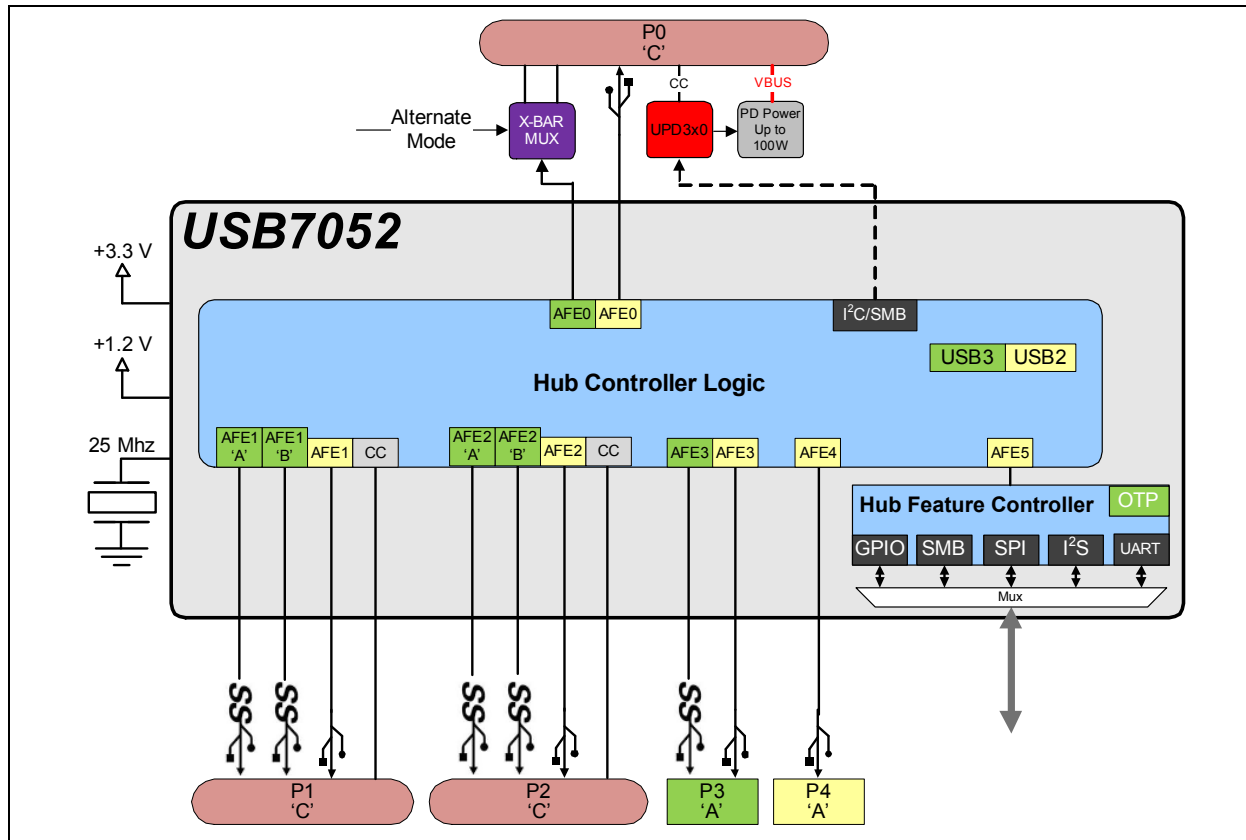 P0
‘C’
CC
VBUS
Alternate
Mode
X-BAR
MUX
UPD3x0
PD Power
Up to
100W
USB7052
+3.3 V
+1.2 V
25 Mhz
AFE0
AFE0
I²C/SMB
USB3
USB2
Hub Controller Logic
AFE1
‘A’
AFE1
‘B’
AFE1
CC
AFE2
‘A’
AFE2
‘B’
AFE2
CC
AFE3
AFE3
AFE4
AFE5
Hub Feature Controller
OTP
GPIO
SMB
SPI
I²S
UART
Mux
SS
SS
SS
SS
SS
P1
‘C’
P2
‘C’
P3
‘A’
P4
‘A’